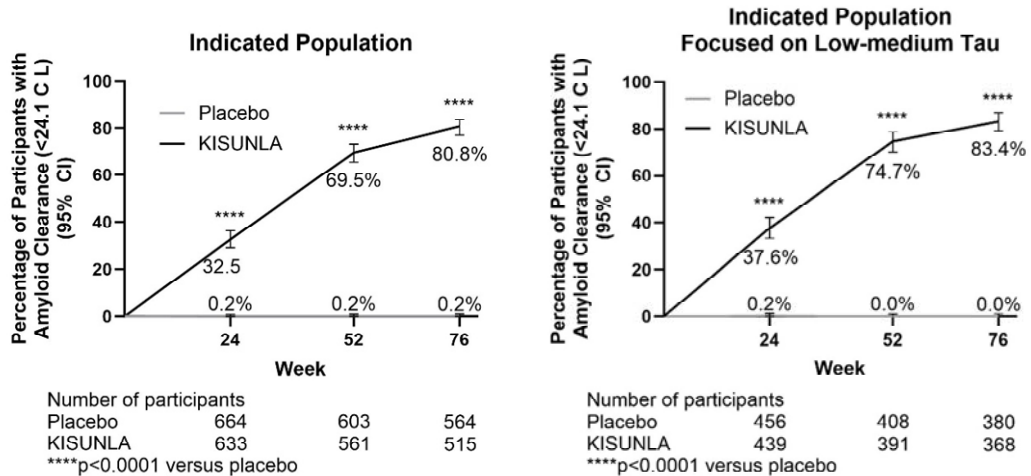 Indicated Population
Percentage of Participants with
Amyloid Clearance (<24.1 C L)
(95% CI)
100
80
60
40
20
0
Placebo
KISUNLA
****
****
****
32.5
69.5%
80.8%
0.2%
0.2%
0.2%
24
52
76
Week
Number of participants
Placebo 664 603 564
KISUNLA 633 561 515
****p<0.0001 versus placebo
Indicated Population
Focused on Low-medium Tau
Percentage of Participants with
Amyloid Clearance (<24.1 C L)
(95% CI)
100
80
60
40
20
0
Placebo
KISUNLA
****
****
****
37.6%
74.7%
83.4%
0.2%
0.0%
0.0%
24
52
76
Week
Number of participants
Placebo 456 408 380
KISUNLA 439 391 368
****p<0.0001 versus placebo